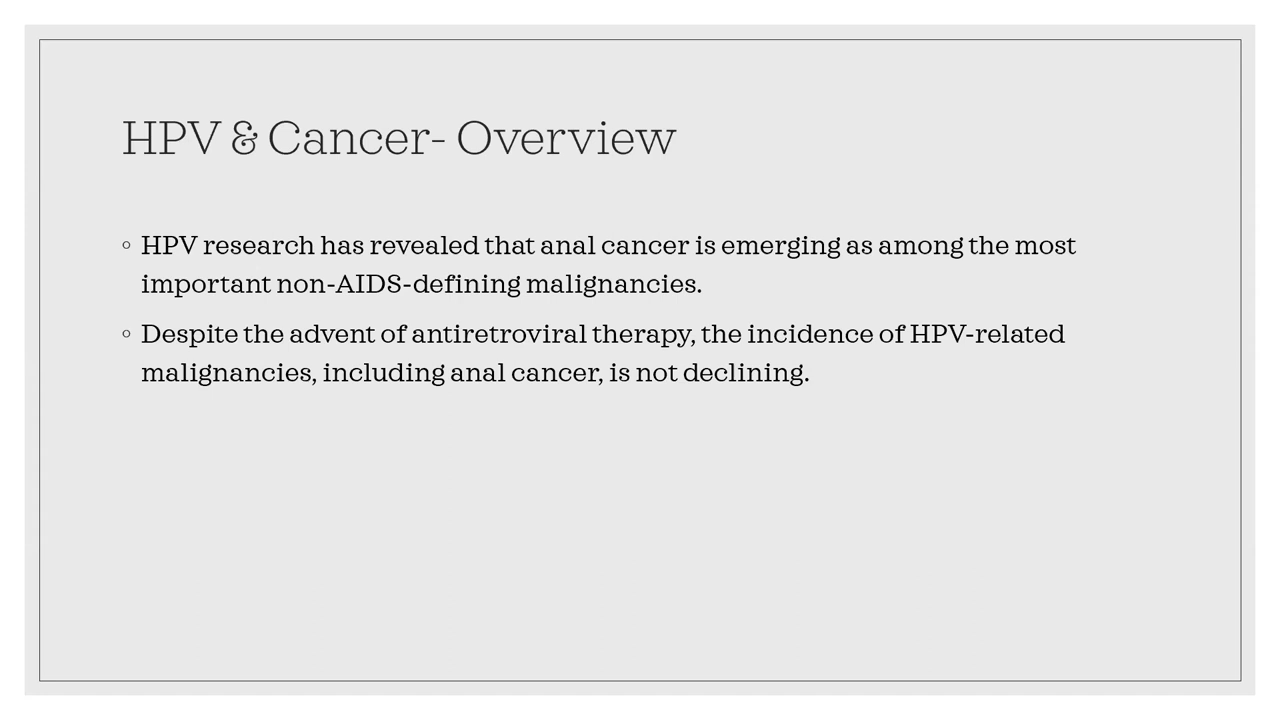 HPV & Cancer- Overview
◦ HPV research has revealed that anal cancer is emerging as among the most
important non-AIDS-defining malignancies.
◦ Despite the advent of antiretroviral therapy, the incidence of HPV-related
malignancies, including anal cancer, is not declining.